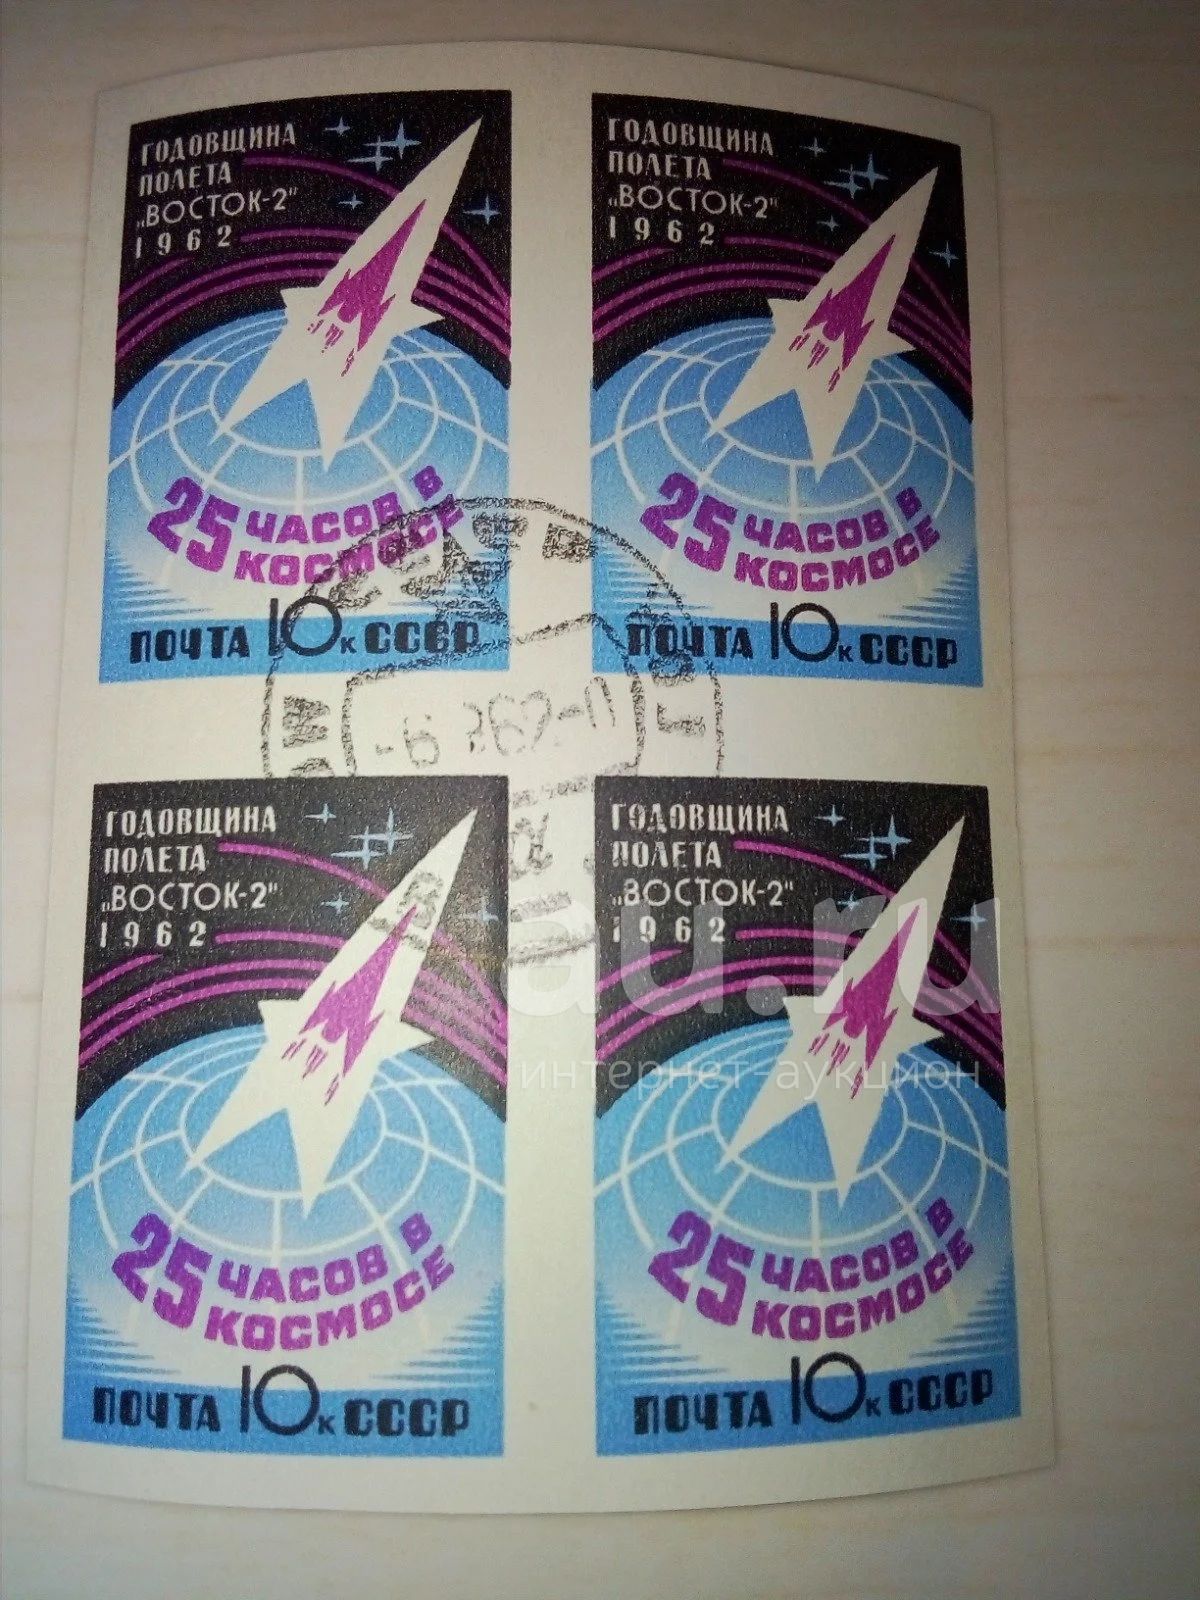 ГОДОВЩИНА
ПОЛЕТА
„ВОСТОК-2"
1962
25 ЧАСОВ В
КОСМОСЕ
ПОЧТА 10к СССР
ГОДОВЩИНА
ПОЛЕТА
„ВОСТОК-2"
1962
25 ЧАСОВ В
КОСМОСЕ
ПОЧТА 10к СССР
ГОДОВЩИНА
ПОЛЕТА
„ВОСТОК-2"
1962
25 ЧАСОВ В
КОСМОСЕ
ПОЧТА 10к СССР
ГОДОВЩИНА
ПОЛЕТА
„ВОСТОК-2"
1962
25 ЧАСОВ В
КОСМОСЕ
ПОЧТА 10к СССР
au.ru
интернет-аукцион